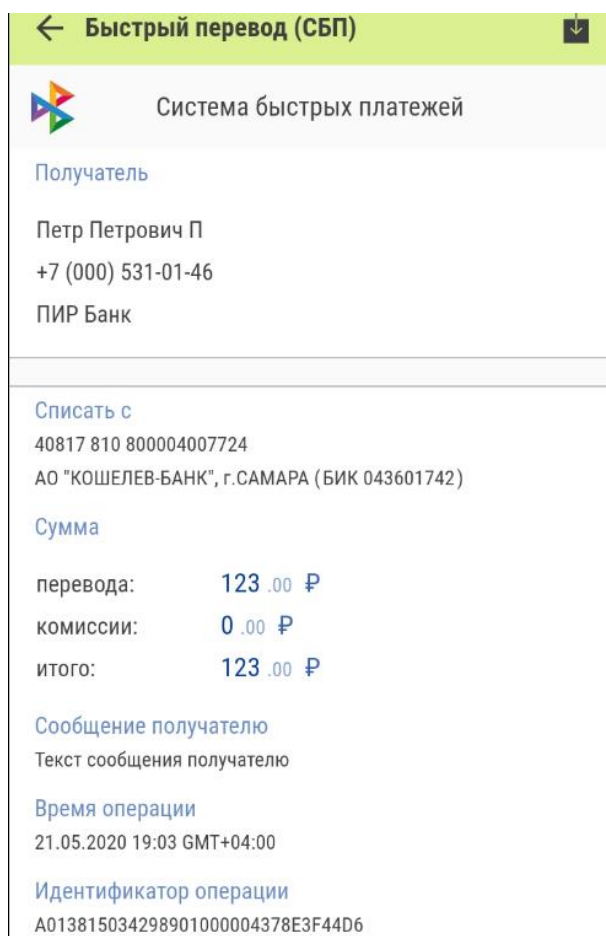 Быстрый перевод (СБП)
Система быстрых платежей
Получатель
Петр Петрович П
+7 (000) 531-01-46
ПИР Банк
Списать с
40817 810 800004007724
АО "КОШЕЛЕВ-БАНК", г.САМАРА (БИК 043601742)
Сумма
перевода: 123 .00 ₽
комиссии: 0 .00 ₽
итого: 123 .00 ₽
Сообщение получателю
Текст сообщения получателю
Время операции
21.05.2020 19:03 GMT+04:00
Идентификатор операции
A0138150342989010000004378E3F44D6